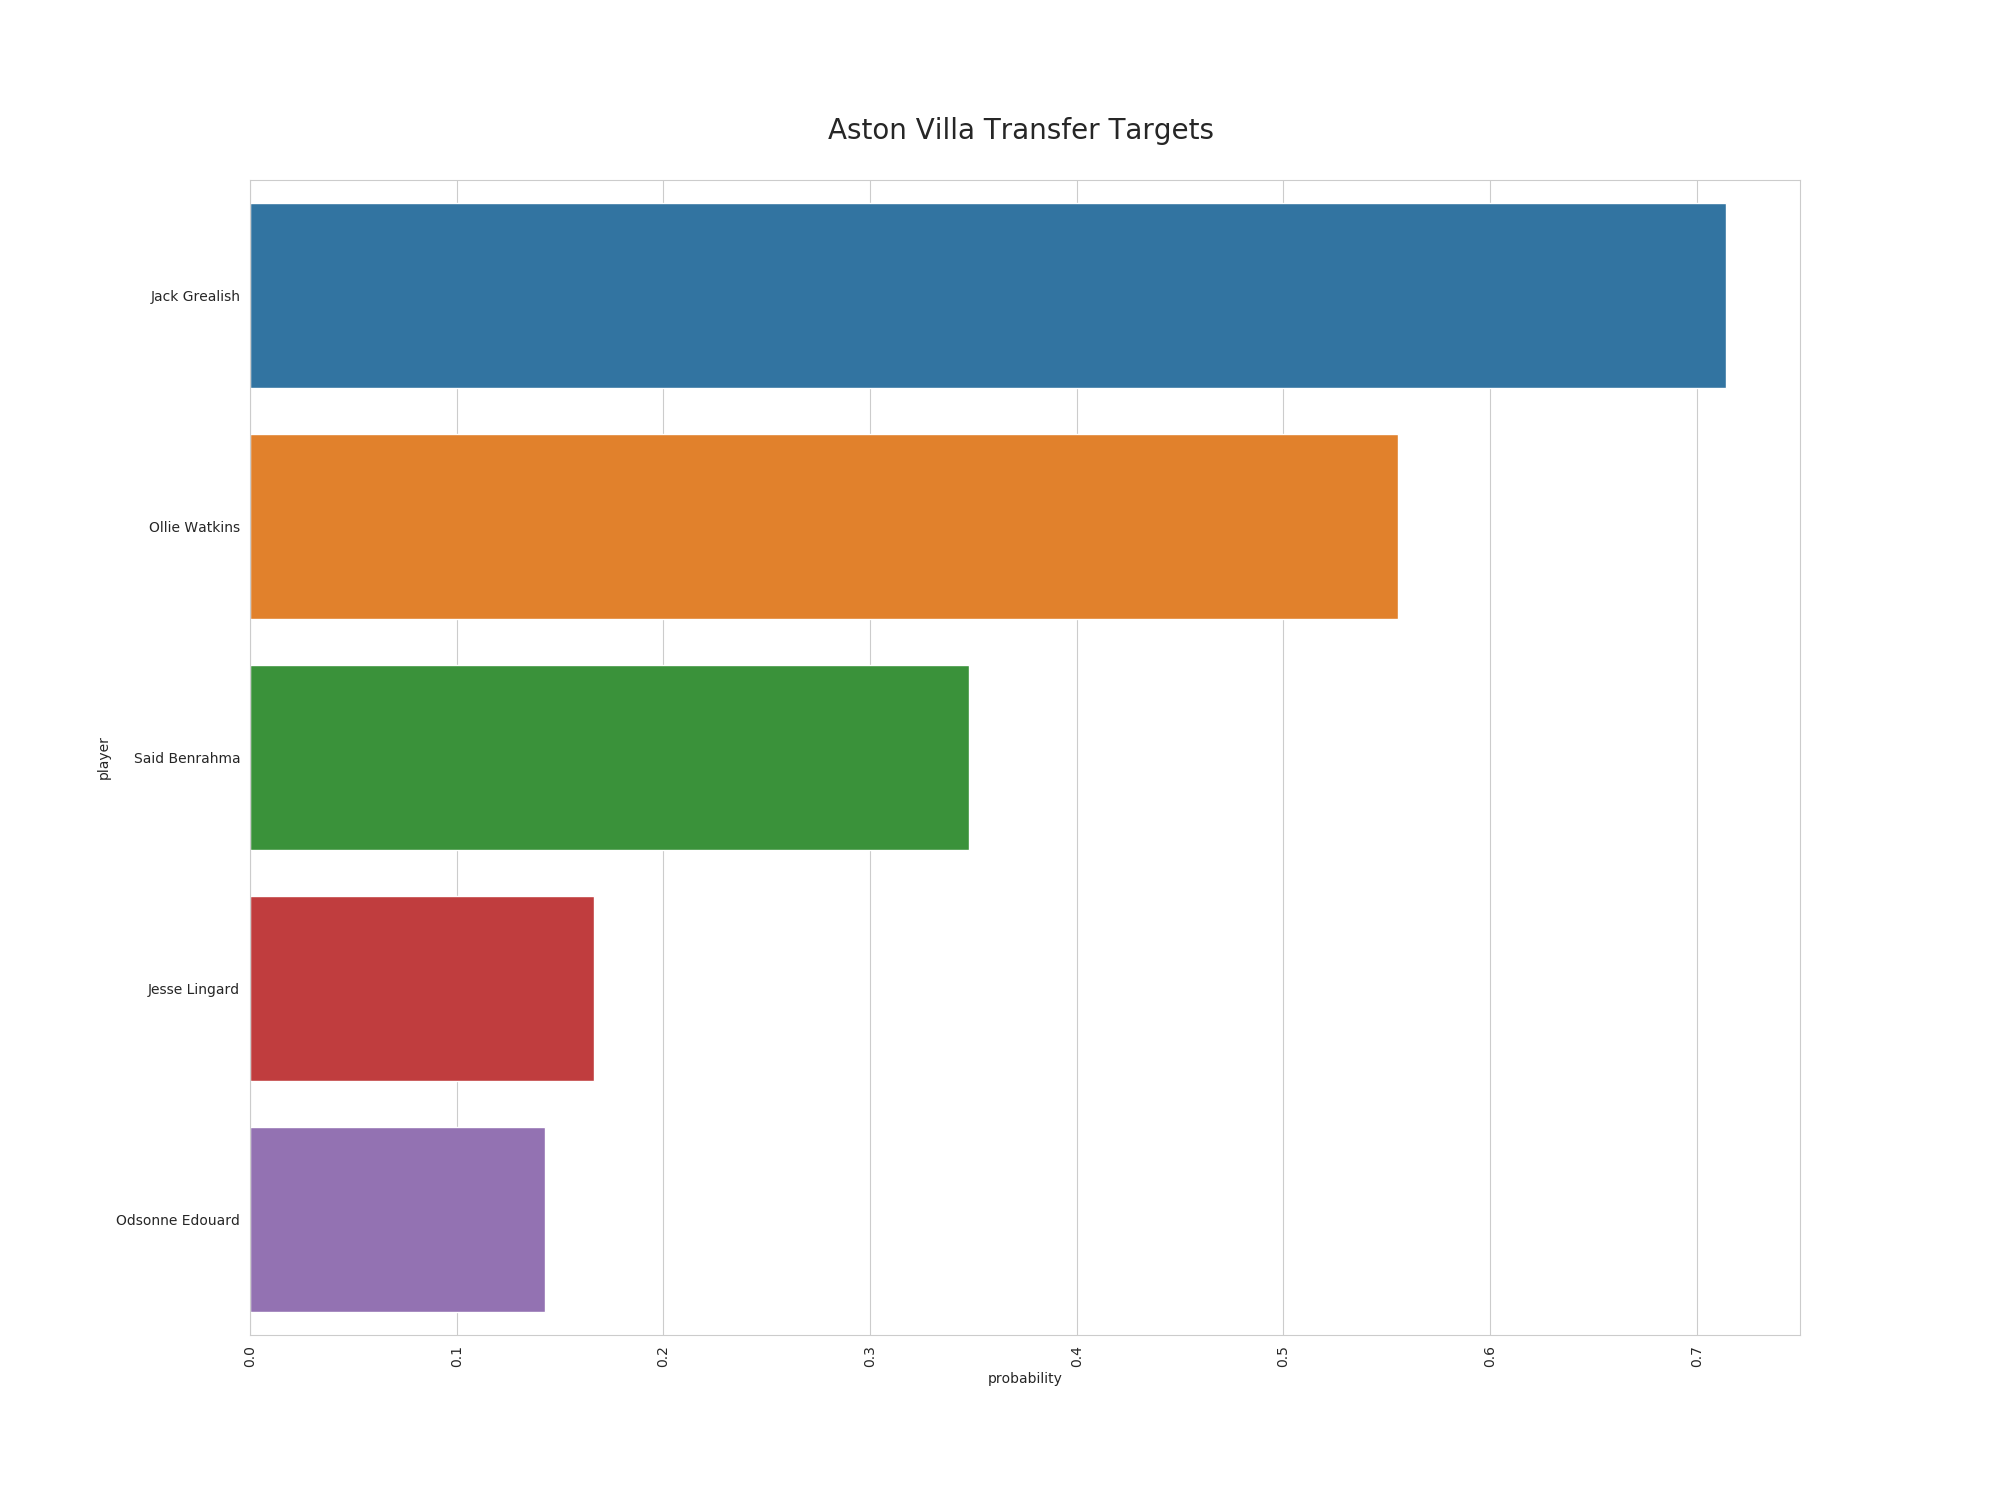 Aston Villa Transfer Targets
Jack Grealish
Ollie Watkins
Said Benrahma
Jesse Lingard
Odsonne Edouard
player
0.0 0.1 0.2 0.3 0.4 0.5 0.6 0.7
probability